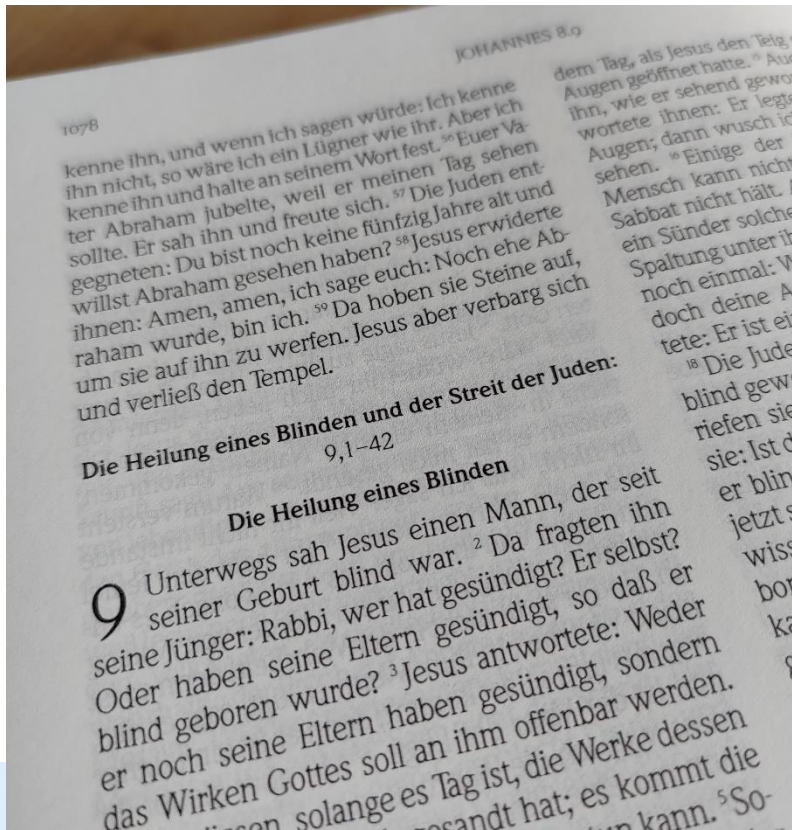 JOHANNES 8.9
1078
kenne ihn, und wenn ich sagen würde: Ich kenne
ihn nicht, so wäre ich ein Lügner wie ihr. Aber ich
kenne ihn und halte an seinem Wort fest. ⁵⁶ Euer Va-
ter Abraham jubelte, weil er meinen Tag sehen
sollte. Er sah ihn und freute sich. ⁵⁷ Die Juden ent-
gegneten: Du bist noch keine fünfzig Jahre alt und
willst Abraham gesehen haben? ⁵⁸ Jesus erwiderte
ihnen: Amen, amen, ich sage euch: Noch ehe Ab-
raham wurde, bin ich. ⁵⁹ Da hoben sie Steine auf,
um sie auf ihn zu werfen. Jesus aber verbarg sich
und verließ den Tempel.
Die Heilung eines Blinden und der Streit der Juden:
9,1–42
Die Heilung eines Blinden
9 Unterwegs sah Jesus einen Mann, der seit
seiner Geburt blind war. ² Da fragten ihn
seine Jünger: Rabbi, wer hat gesündigt? Er selbst?
Oder haben seine Eltern gesündigt, so daß er
blind geboren wurde? ³ Jesus antwortete: Weder
er noch seine Eltern haben gesündigt, sondern
das Wirken Gottes soll an ihm offenbar werden.
solange es Tag ist, die Werke dessen
hat; es kommt die
kann. ⁵ So-
dem Tag, als Jesus den Teig
Augen geöffnet hatte. ¹⁵
ihn, wie er sehend
wortete ihnen: Er legte
Augen; dann wusch
sehen. ¹⁶ Einige der
Mensch kann nicht
Sabbat nicht hält.
ein Sünder solche
Spaltung unter
noch einmal:
doch deine
tete: Er ist
¹⁸ Die
blind
riefen sie
sie: Ist
er
jetzt